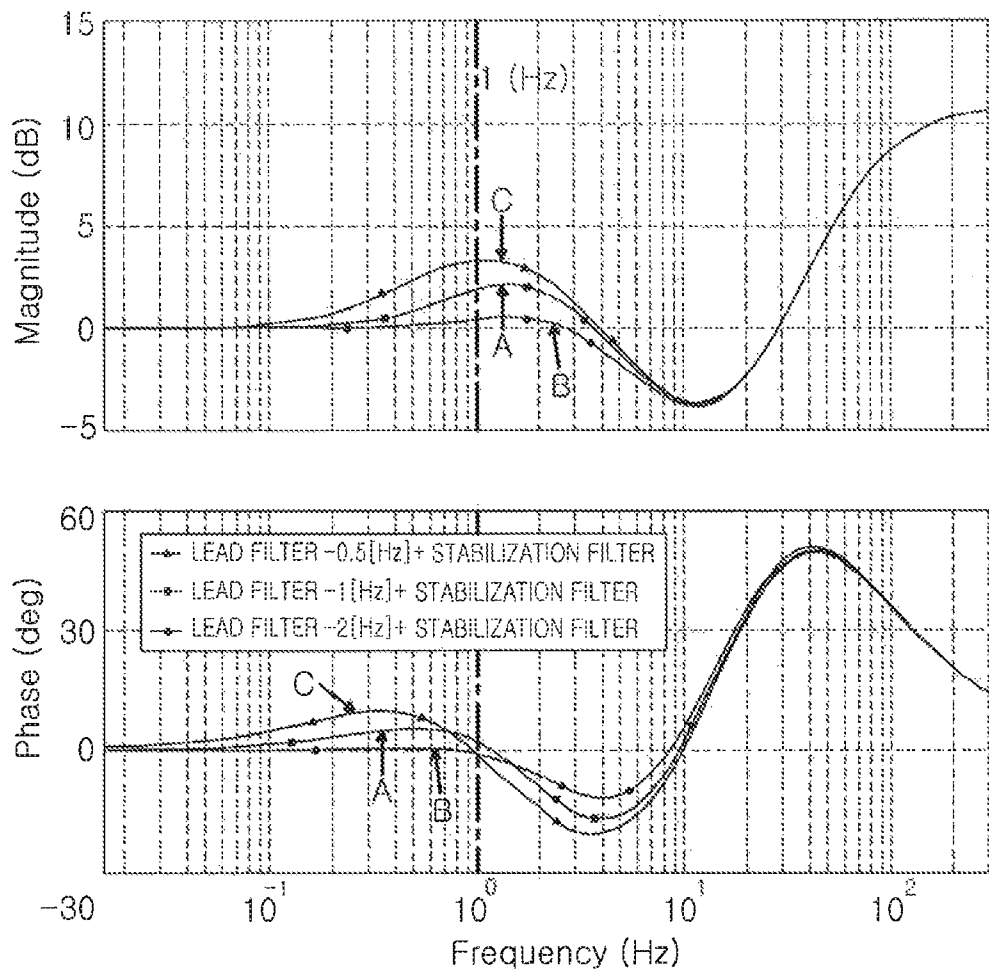 15
1 (Hz)
10
Magnitude (dB)
C
5
0
A
B
-5
60
LEAD FILTER -0.5[Hz]+ STABILIZATION FILTER
LEAD FILTER -1[Hz]+ STABILIZATION FILTER
LEAD FILTER -2[Hz]+ STABILIZATION FILTER
30
Phase (deg)
C
0
A
B
-30
10⁻¹
10⁰
10¹
10²
Frequency (Hz)